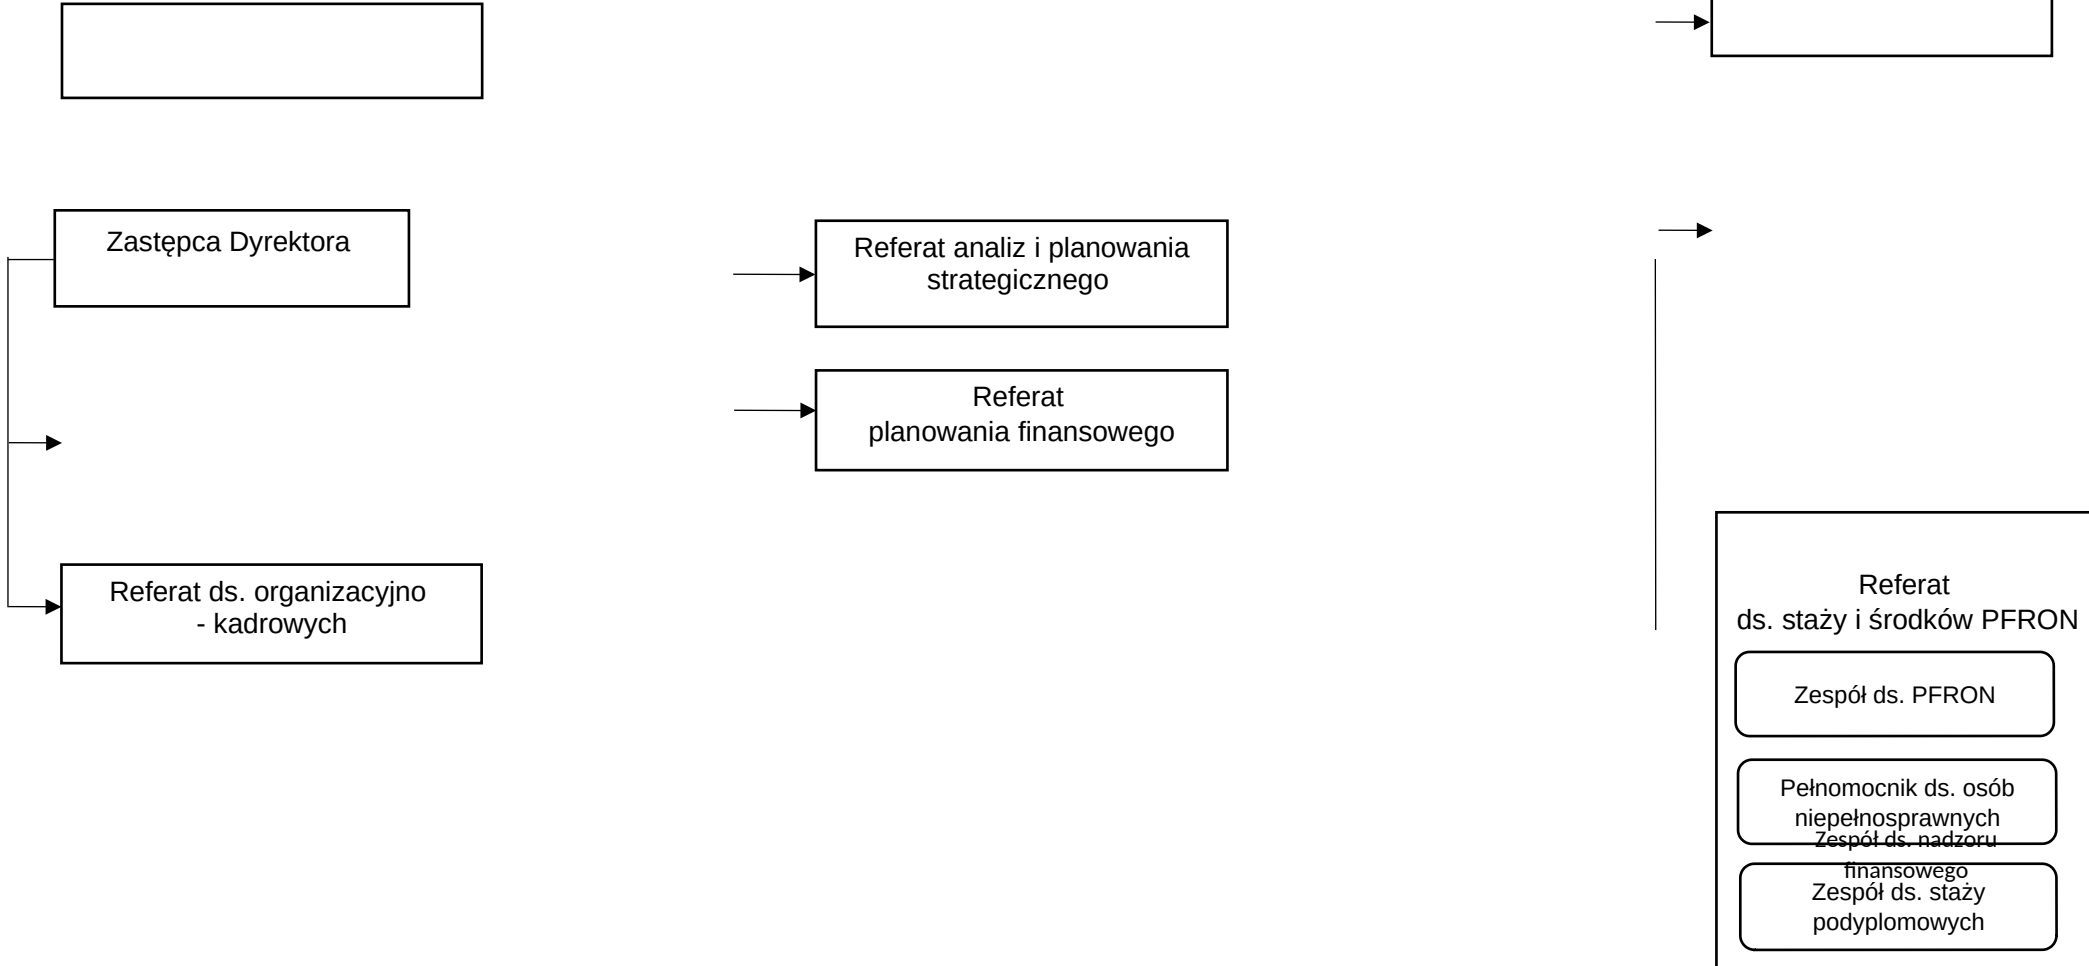 Zastępca Dyrektora
Referat ds. organizacyjno
- kadrowych
Referat analiz i planowania
strategicznego
Referat
planowania finansowego
Referat
ds. staży i środków PFRON
Zespół ds. PFRON
Pełnomocnik ds. osób
niepełnosprawnych
Zespół ds. nadzoru
finansowego
Zespół ds. staży
podyplomowych